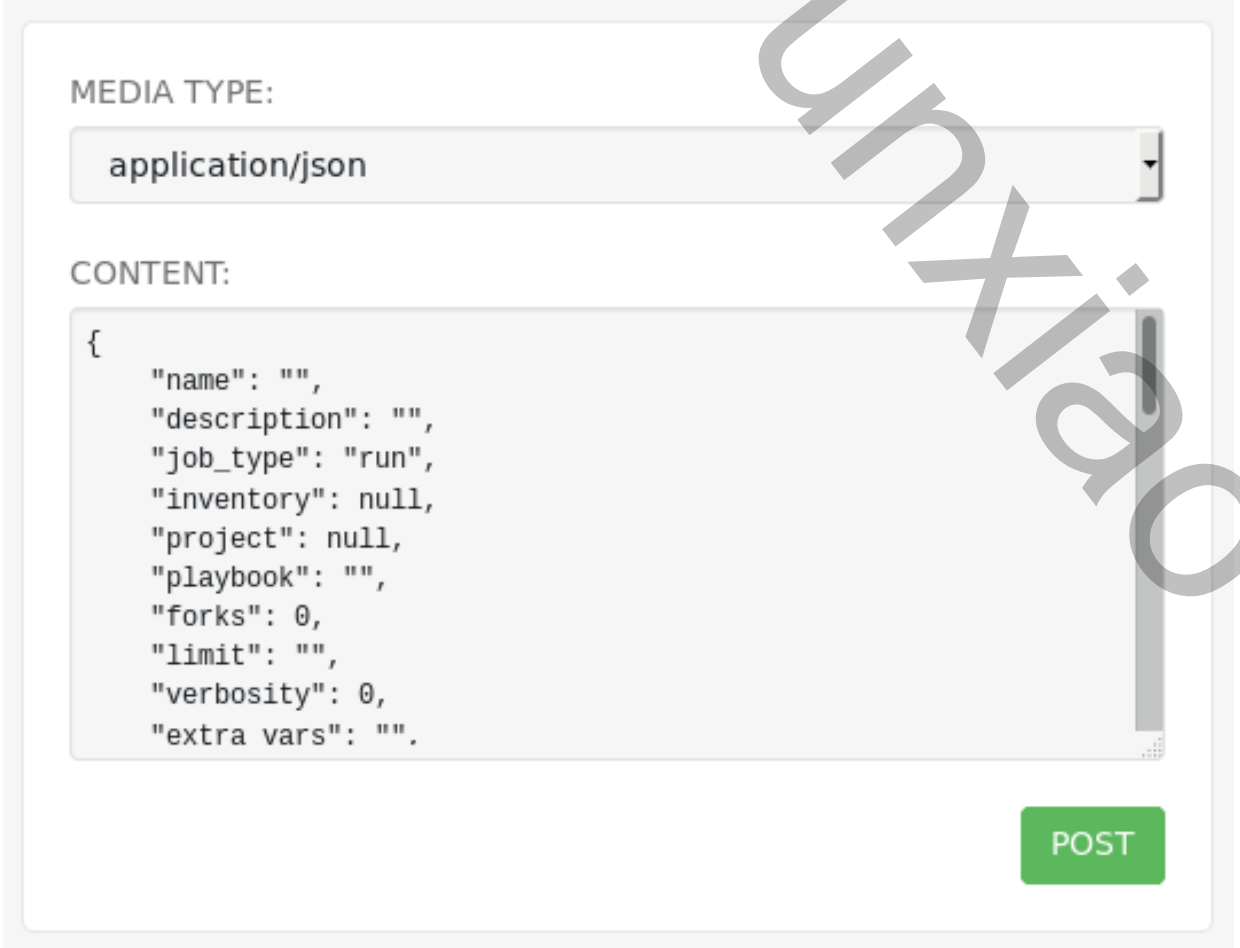 MEDIA TYPE:
application/json
CONTENT:
{
    "name": "",
    "description": "",
    "job_type": "run",
    "inventory": null,
    "project": null,
    "playbook": "",
    "forks": 0,
    "limit": "",
    "verbosity": 0,
    "extra vars": "".
POST
unxiao